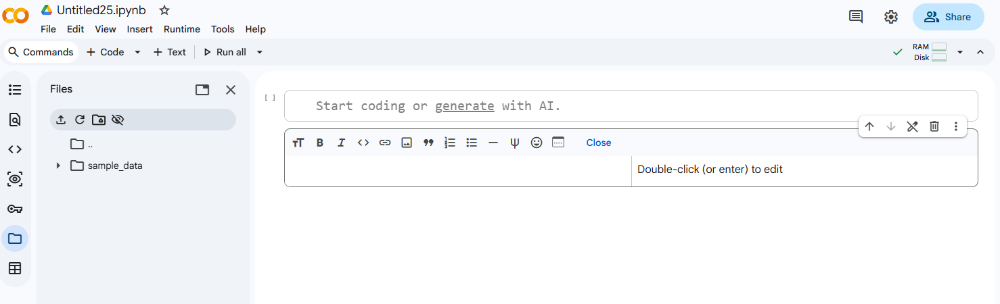 Untitled25.ipynb
File Edit View Insert Runtime Tools Help
Share
Commands + Code + Text Run all
RAM
Disk
Files
..
sample_data
[ ]
Start coding or generate with AI.
Close
Double-click (or enter) to edit